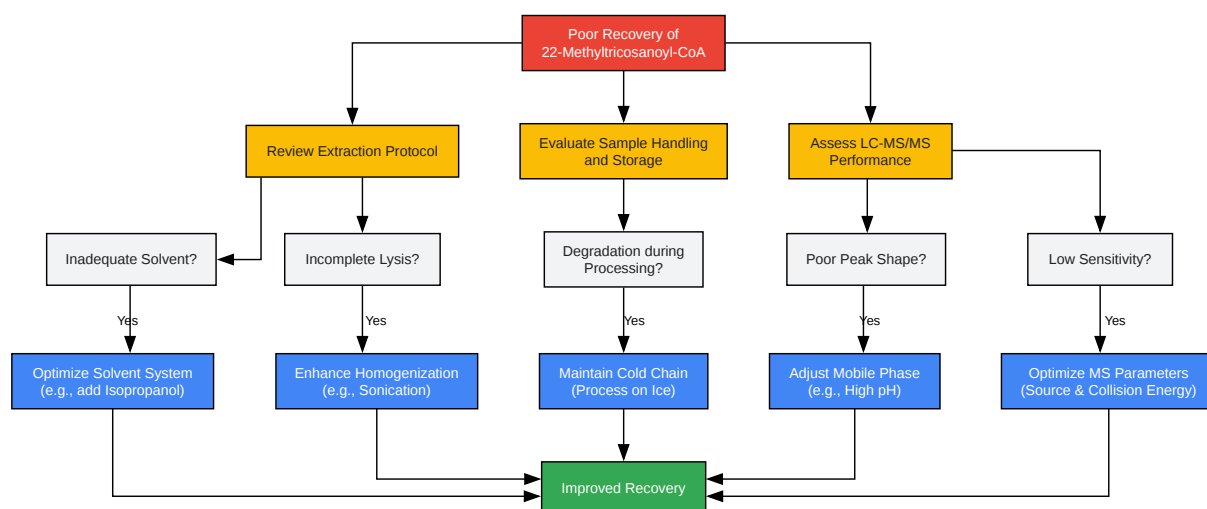 Poor Recovery of
22-Methyltricosanoyl-CoA
Review Extraction Protocol
Evaluate Sample Handling
and Storage
Assess LC-MS/MS
Performance
Inadequate Solvent?
Incomplete Lysis?
Degradation during
Processing?
Poor Peak Shape?
Low Sensitivity?
Yes
Yes
Yes
Yes
Yes
Optimize Solvent System
(e.g., add Isopropanol)
Enhance Homogenization
(e.g., Sonication)
Maintain Cold Chain
(Process on Ice)
Adjust Mobile Phase
(e.g., High pH)
Optimize MS Parameters
(Source & Collision Energy)
Improved Recovery